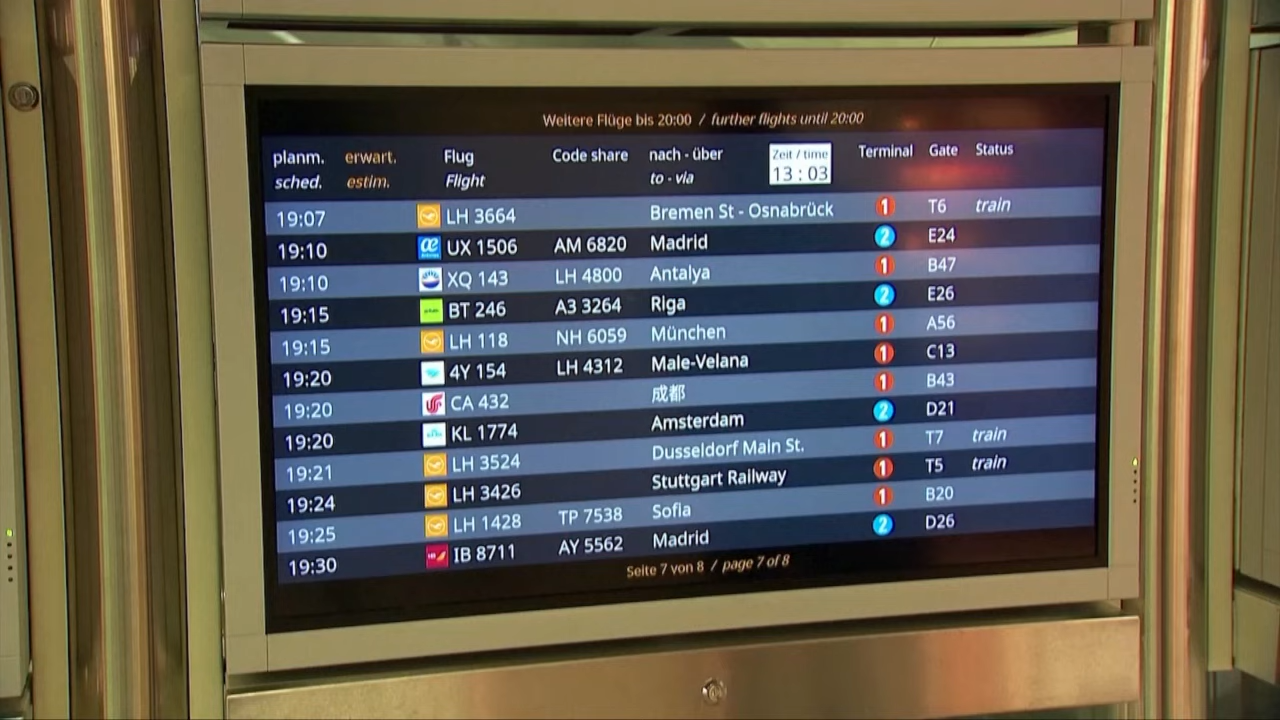 Weitere Flüge bis 20:00 / further flights until 20:00
planm. erwart. Flug Code share nach - über Zeit / time Terminal Gate Status
sched. estim. Flight to - via 13 : 03
19:07 LH 3664 Bremen St - Osnabrück 1 T6 train
19:10 UX 1506 AM 6820 Madrid 2 E24
19:10 XQ 143 LH 4800 Antalya 1 B47
19:15 BT 246 A3 3264 Riga 2 E26
19:15 LH 118 NH 6059 München 1 A56
19:20 4Y 154 LH 4312 Male-Velana 1 C13
19:20 CA 432 成都 1 B43
19:20 KL 1774 Amsterdam 2 D21
19:21 LH 3524 Dusseldorf Main St. 1 T7 train
19:24 LH 3426 Stuttgart Railway 1 T5 train
19:25 LH 1428 TP 7538 Sofia 1 B20
19:30 IB 8711 AY 5562 Madrid 2 D26
Seite 7 von 8 / page 7 of 8